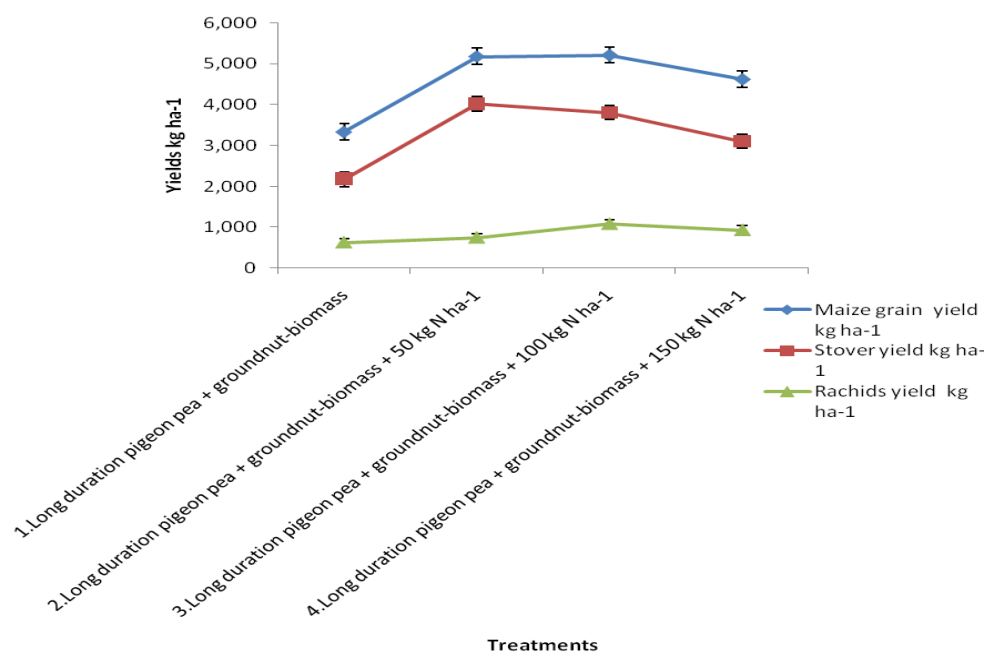 6,000
5,000
4,000
3,000
2,000
1,000
0
Yields kg ha-1
1.Long duration pigeon pea + groundnut-biomass
2.Long duration pigeon pea + groundnut-biomass + 50 kg N ha-1
3.Long duration pigeon pea + groundnut-biomass + 100 kg N ha-1
4.Long duration pigeon pea + groundnut-biomass + 150 kg N ha-1
Treatments
Maize grain yield
kg ha-1
Stover yield kg ha-
1
Rachids yield kg
ha-1